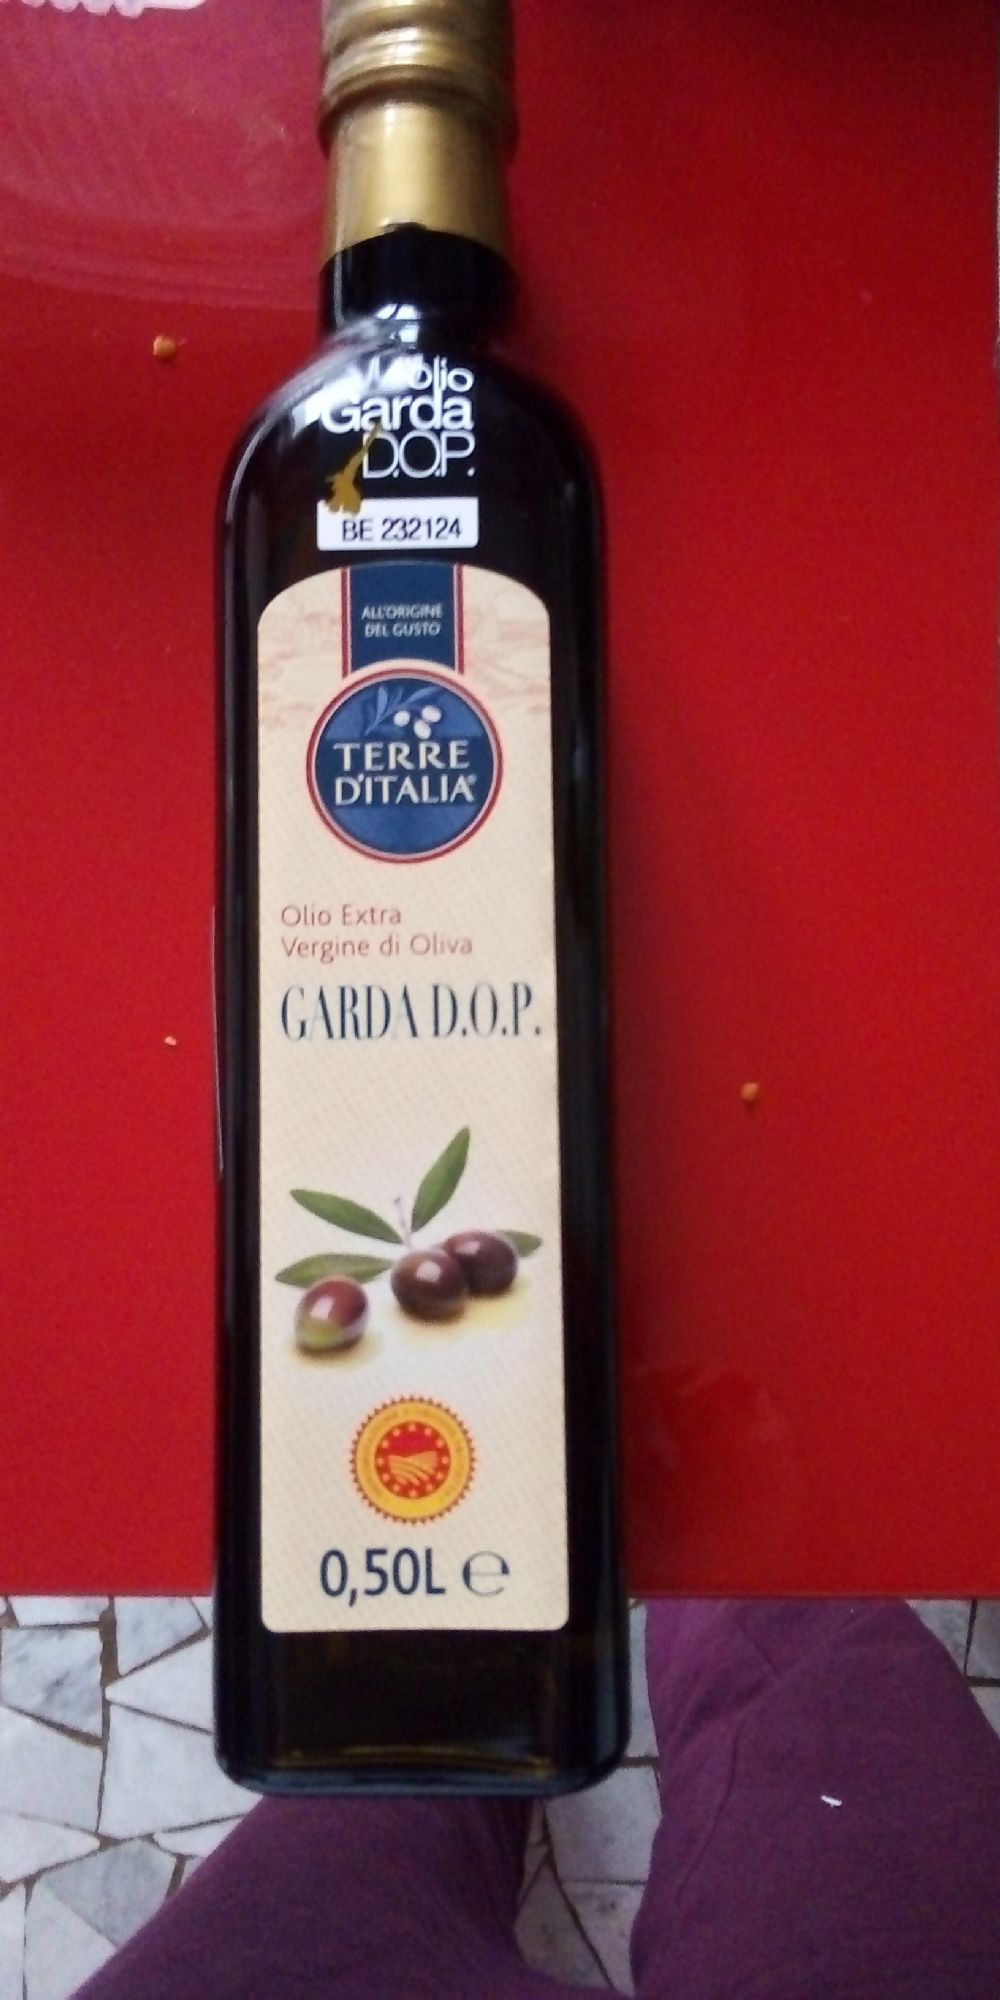 olio
Garda
D.O.P.
BE 232124
ALL'ORIGINE
DEL GUSTO
TERRE
D'ITALIA®
Olio Extra
Vergine di Oliva
GARDA D.O.P.
0,50L ℮